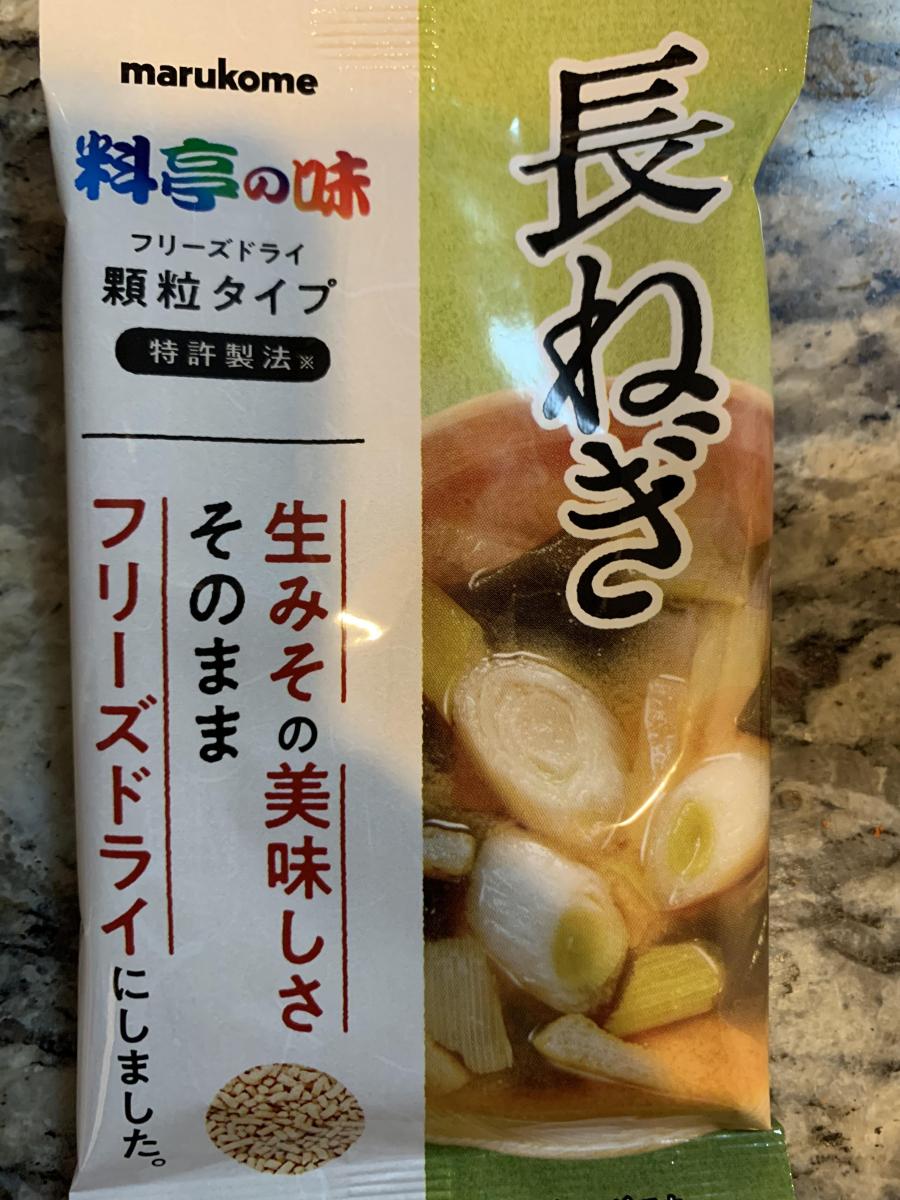 marukome
料亭の味
フリーズドライ
顆粒タイプ
特許製法※
生みその美味しさ
そのまま
フリーズドライにしました。
長ねぎ